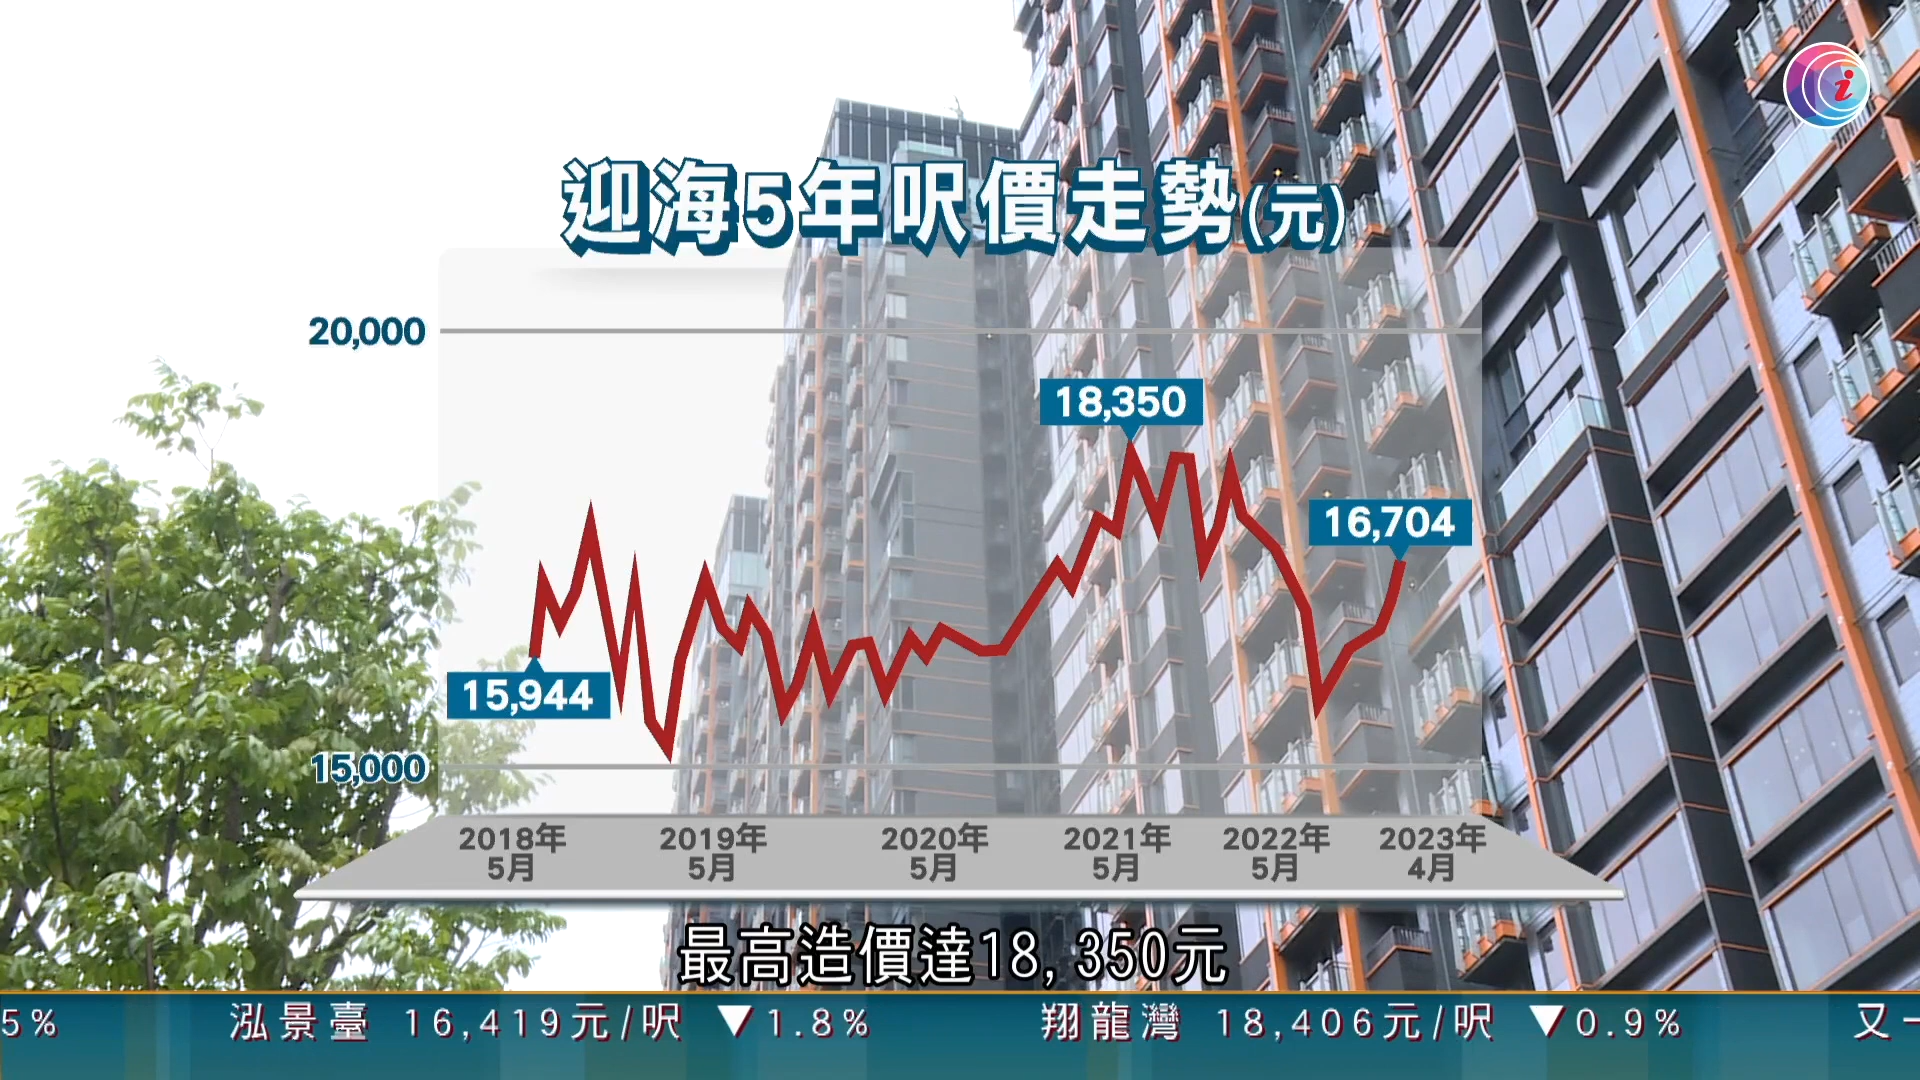 i
迎海5年呎價走勢(元)
20,000
18,350
16,704
15,944
15,000
2018年
5月
2019年
5月
2020年
5月
2021年
5月
2022年
5月
2023年
4月
最高造價達18,350元
5% 泓景臺 16,419元/呎 ▼1.8% 翔龍灣 18,406元/呎 ▼0.9% 又一